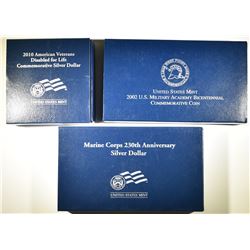 2010 American Veterans
Disabled for Life
Commemorative Silver Dollar
UNITED STATES MINT
UNITED STATES MINT
2002 U.S. MILITARY ACADEMY BICENTENNIAL
COMMEMORATIVE COIN
Marine Corps 230th Anniversary
Silver Dollar
UNITED STATES MINT